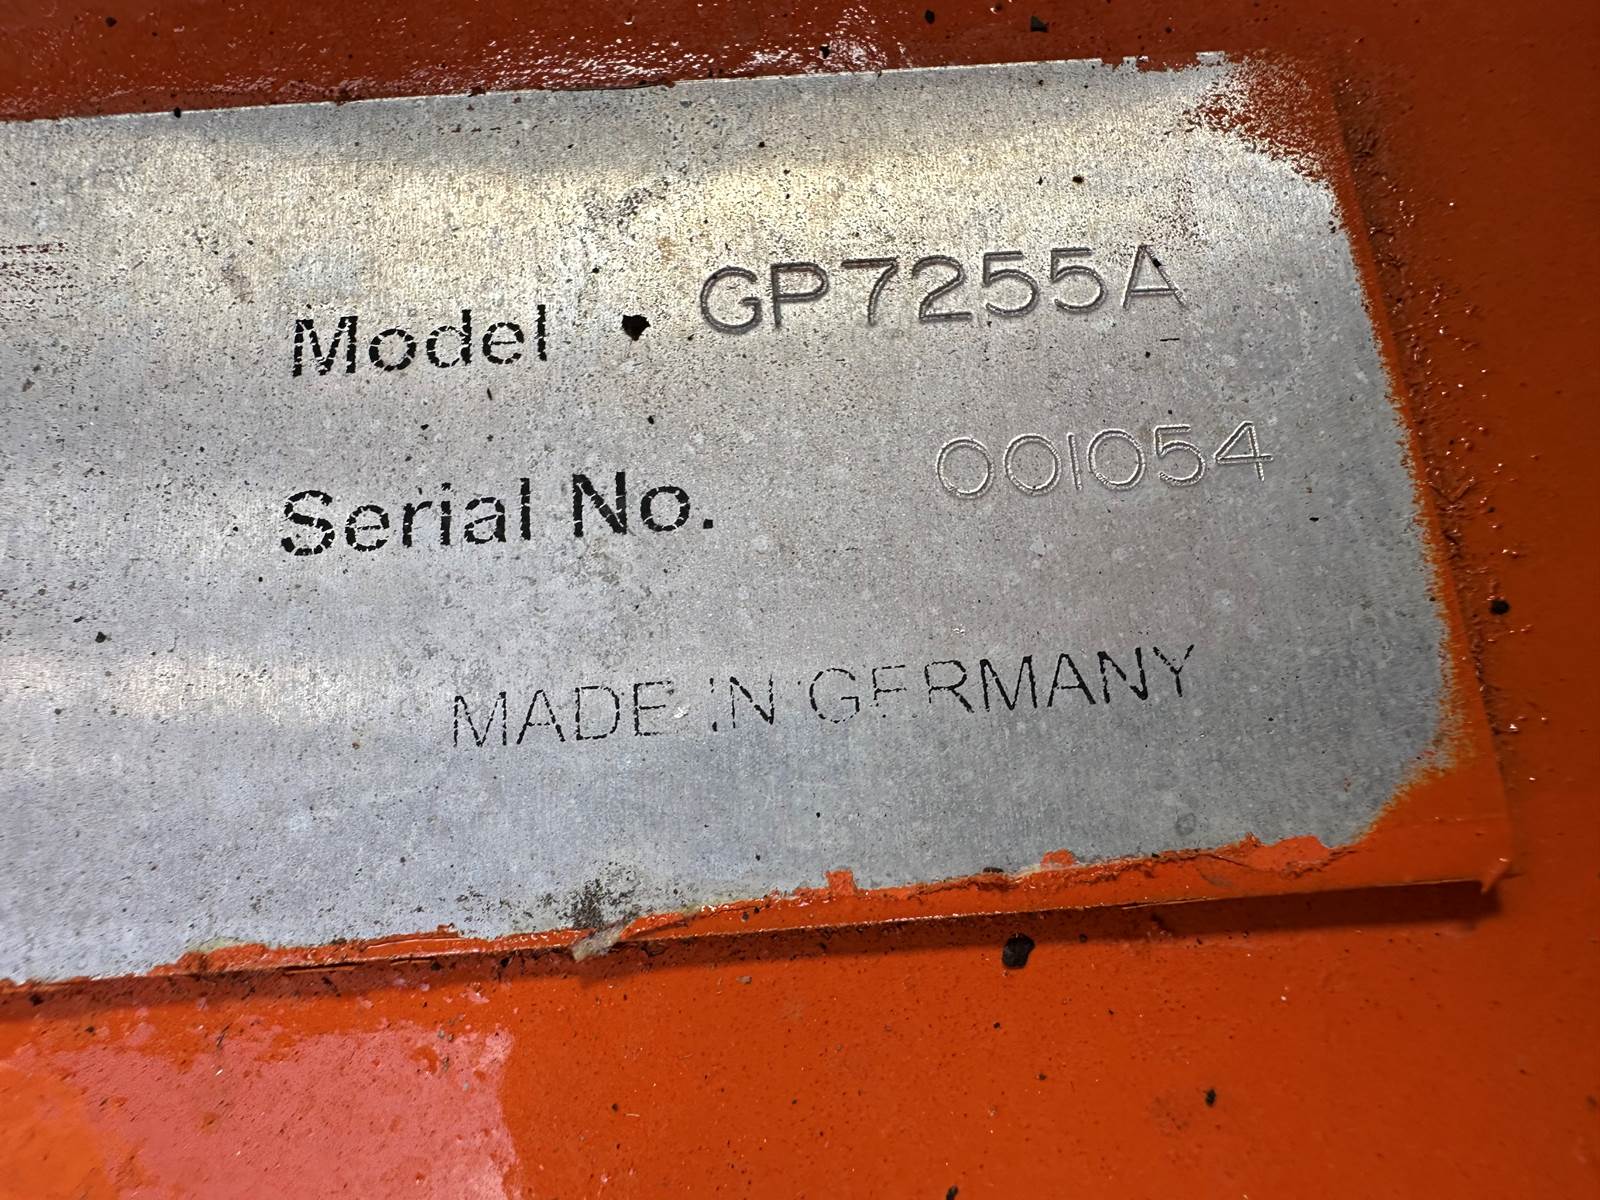 Model GP7255A
Serial No. 001054
MADE IN GERMANY